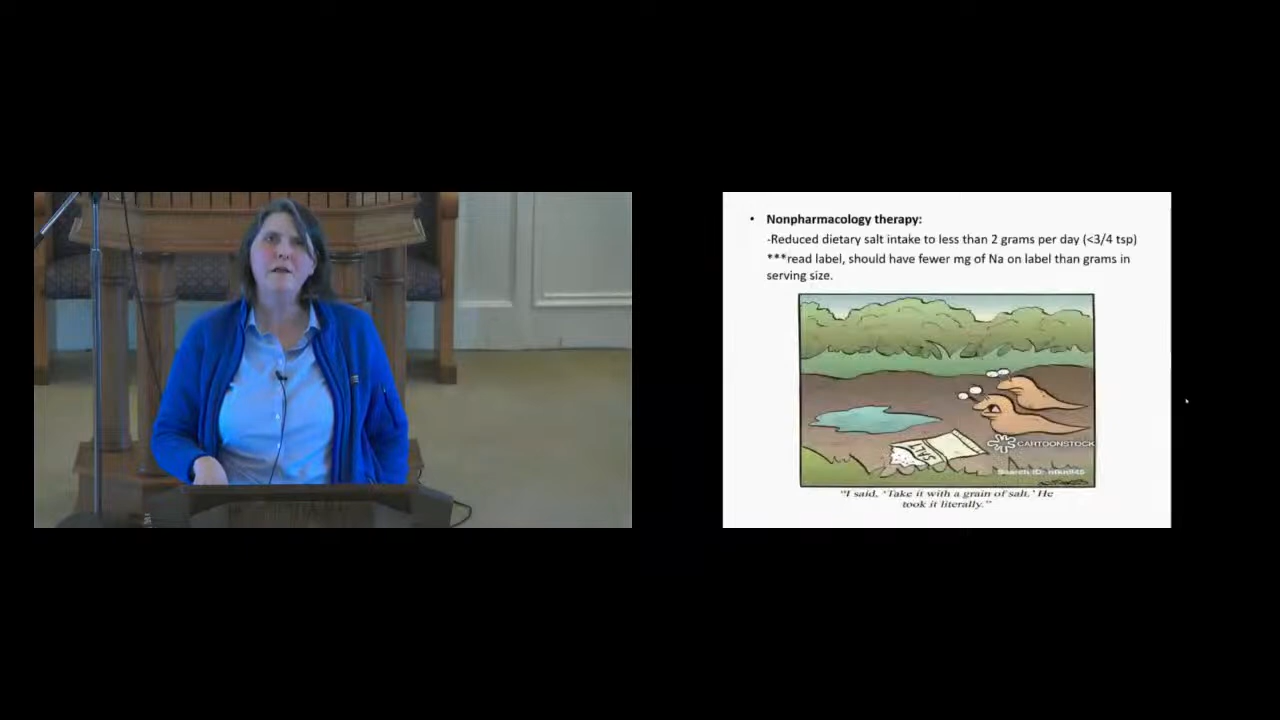 • Nonpharmacology therapy:
-Reduced dietary salt intake to less than 2 grams per day (<3/4 tsp)
***read label, should have fewer mg of Na on label than grams in
serving size.
SALT
CARTOONSTOCK
"I said, 'Take it with a grain of salt.' He
took it literally."